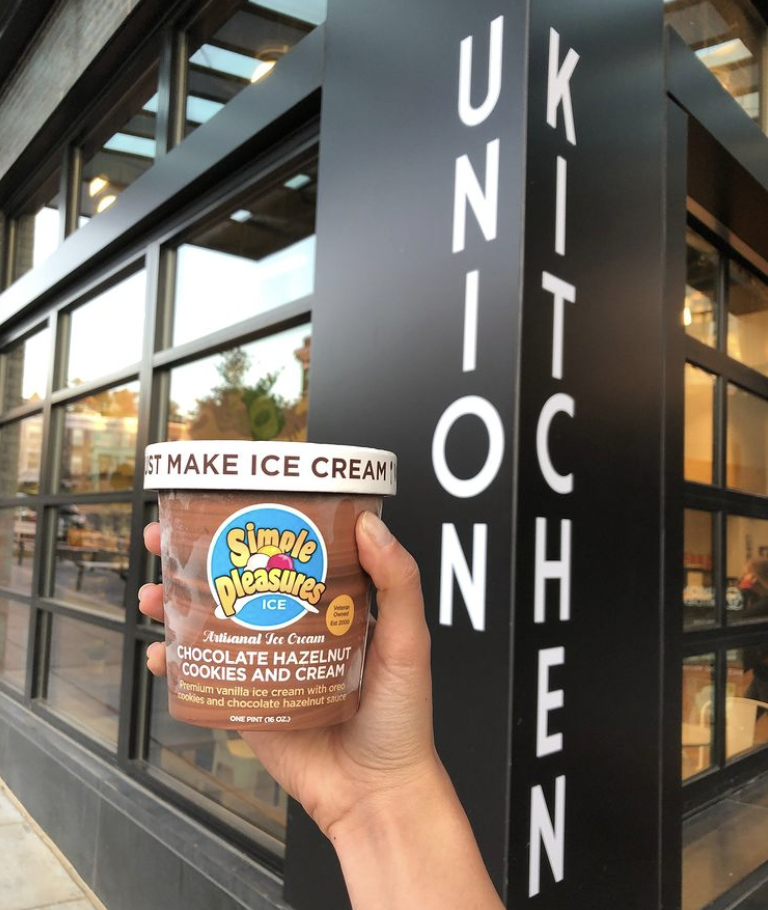 UNION
KITCHEN
UST MAKE ICE CREAM
Simple
Pleasures
ICE
Veteran
Owned
Est 2000
Artisanal Ice Cream
CHOCOLATE HAZELNUT
COOKIES AND CREAM
Premium vanilla ice cream with oreo
cookies and chocolate hazelnut sauce
ONE PINT (16 OZ.)